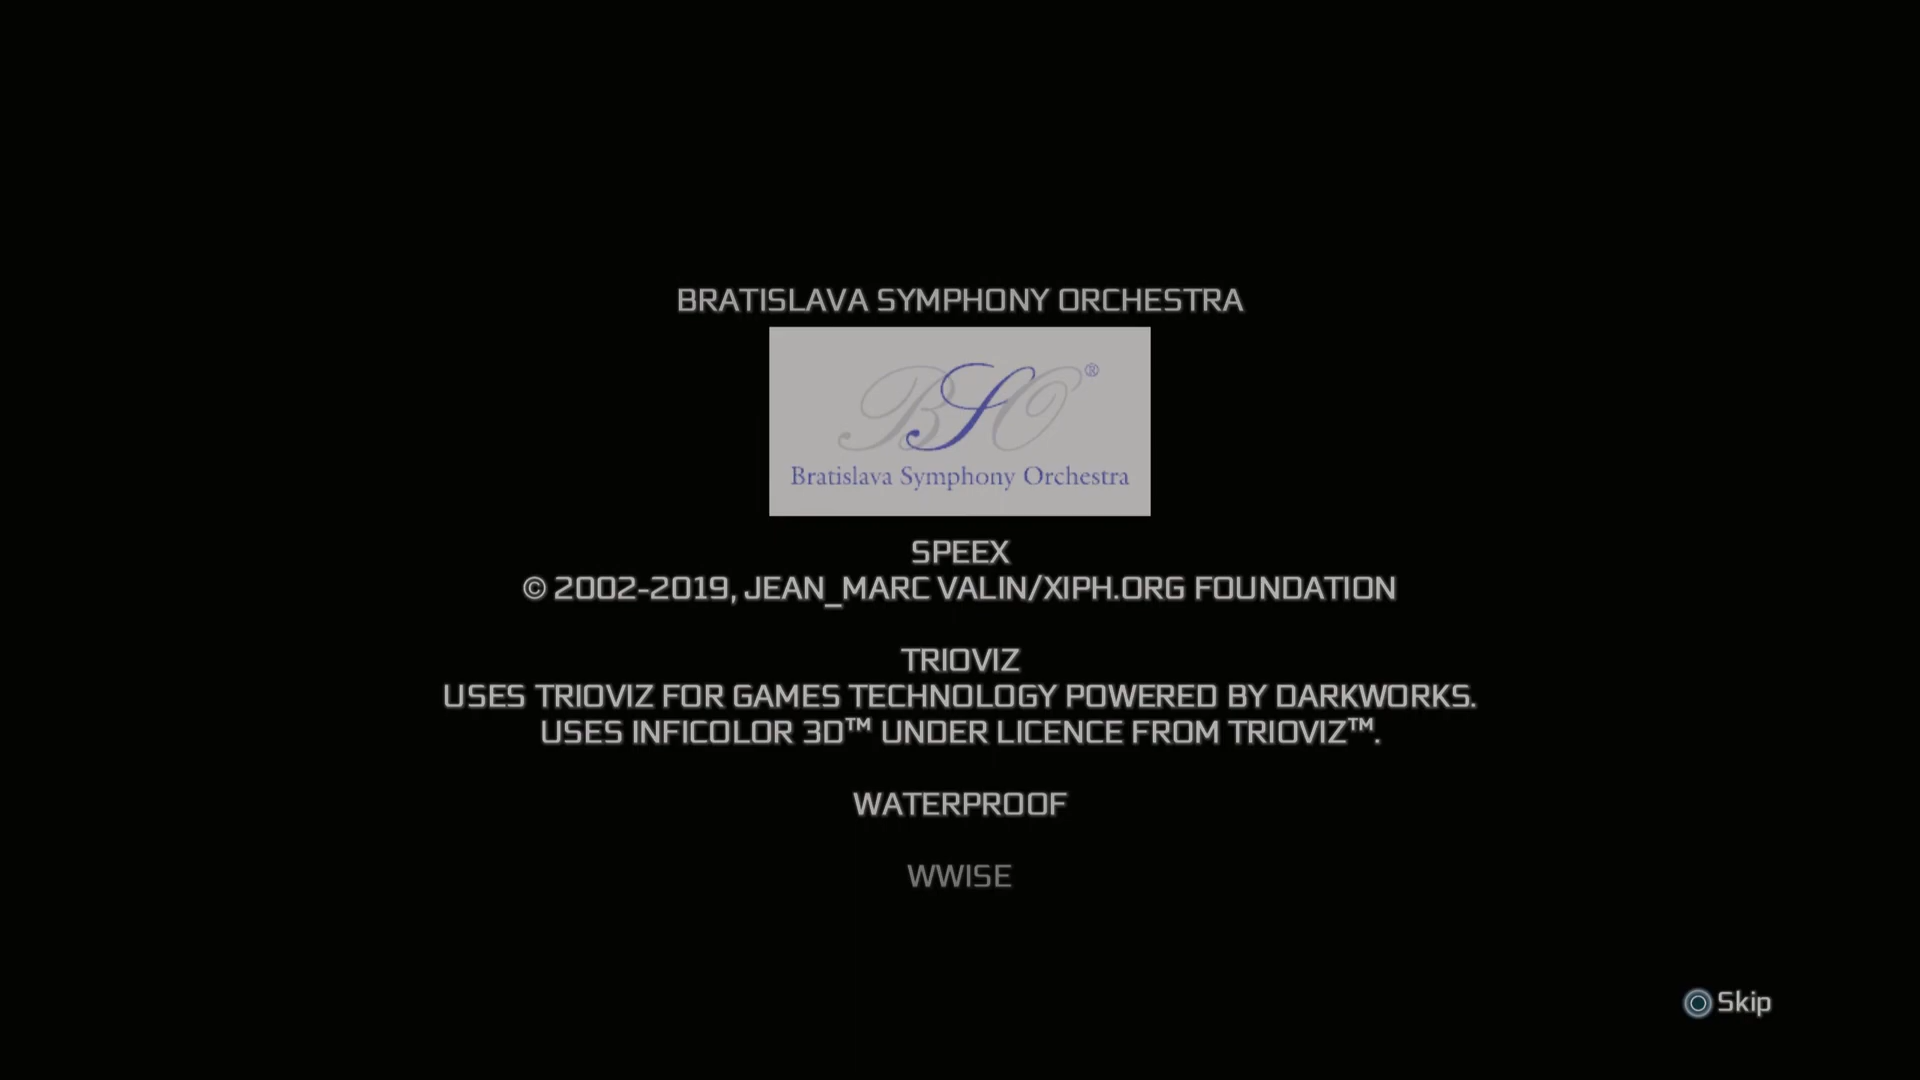 BRATISLAVA SYMPHONY ORCHESTRA
BSO®
Bratislava Symphony Orchestra
SPEEX
© 2002-2019, JEAN_MARC VALIN/XIPH.ORG FOUNDATION
TRIOVIZ
USES TRIOVIZ FOR GAMES TECHNOLOGY POWERED BY DARKWORKS.
USES INFICOLOR 3D™ UNDER LICENCE FROM TRIOVIZ™.
WATERPROOF
WWISE
Skip